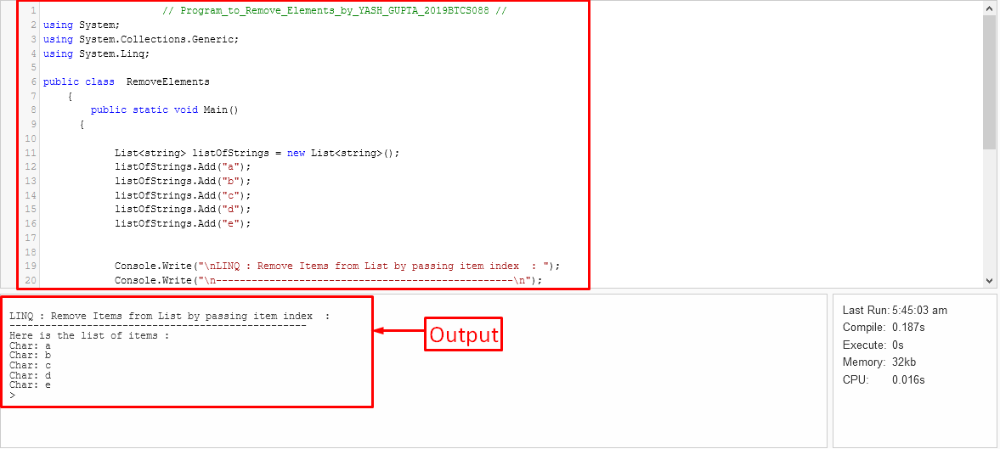 1 // Program_to_Remove_Elements_by_YASH_GUPTA_2019BTCS088 //
2 using System;
3 using System.Collections.Generic;
4 using System.Linq;
5
6 public class  RemoveElements
7 {
8 public static void Main()
9 {
10
11 List<string> listOfStrings = new List<string>();
12 listOfStrings.Add("a");
13 listOfStrings.Add("b");
14 listOfStrings.Add("c");
15 listOfStrings.Add("d");
16 listOfStrings.Add("e");
17
18
19 Console.Write("\nLINQ : Remove Items from List by passing item index  : ");
20 Console.Write("\n--------------------------------------------------\n");
LINQ : Remove Items from List by passing item index  :
--------------------------------------------------
Here is the list of items :
Char: a
Char: b
Char: c
Char: d
Char: e
>
Output
Last Run: 5:45:03 am
Compile: 0.187s
Execute: 0s
Memory: 32kb
CPU: 0.016s